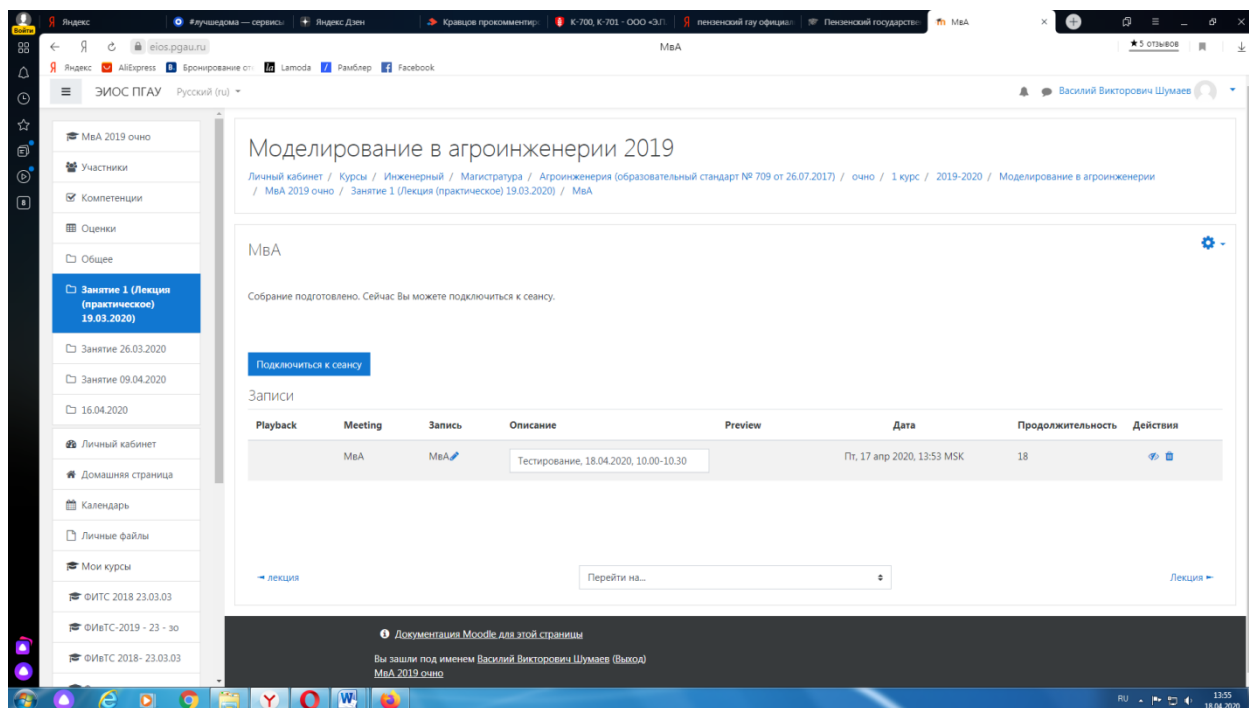 Яндекс
#лучшедома — сервисы
Яндекс Дзен
Кравцов прокомментир
К-700, К-701 - ООО «З.Г.
пензенский гау официал
Пензенский государстве
МвА
Войти
eios.pgau.ru
МвА
★5 отзывов
Яндекс AliExpress Бронирование от Lamoda Рамблер Facebook
ЭИОС ПГАУ Русский (ru)
Василий Викторович Шумаев
МвА 2019 очно
Участники
Компетенции
Оценки
Общее
Занятие 1 (Лекция
(практическое)
19.03.2020)
Занятие 26.03.2020
Занятие 09.04.2020
16.04.2020
Личный кабинет
Домашняя страница
Календарь
Личные файлы
Мои курсы
ФИТС 2018 23.03.03
ФИвТС-2019 - 23 - зо
ФИвТС 2018- 23.03.03
Моделирование в агроинженерии 2019
Личный кабинет / Курсы / Инженерный / Магистратура / Агроинженерия (образовательный стандарт № 709 от 26.07.2017) / очно / 1 курс / 2019-2020 / Моделирование в агроинженерии
/ МвА 2019 очно / Занятие 1 (Лекция (практическое) 19.03.2020) / МвА
МвА
Собрание подготовлено. Сейчас Вы можете подключиться к сеансу.
Подключиться к сеансу
Записи
Playback Meeting Запись Описание Preview Дата Продолжительность Действия
МвА МвА Тестирование, 18.04.2020, 10.00-10.30 Пт, 17 апр 2020, 13:53 MSK 18
◄ лекция
Перейти на...
Лекция ►
Документация Moodle для этой страницы
Вы зашли под именем Василий Викторович Шумаев (Выход)
МвА 2019 очно
RU
13:55
18.04.2020